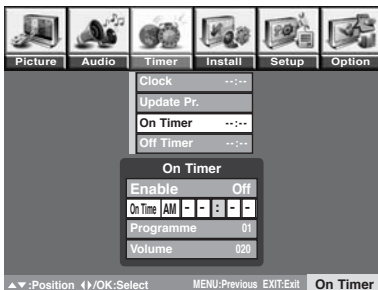 Picture Audio Timer Install Setup Option
Clock --:--
Update Pr.
On Timer --:--
Off Timer --:--
On Timer
Enable Off
On Time AM - - : - -
Programme 01
Volume 020
▲▼:Position ◀▶/OK:Select MENU:Previous EXIT:Exit On Timer